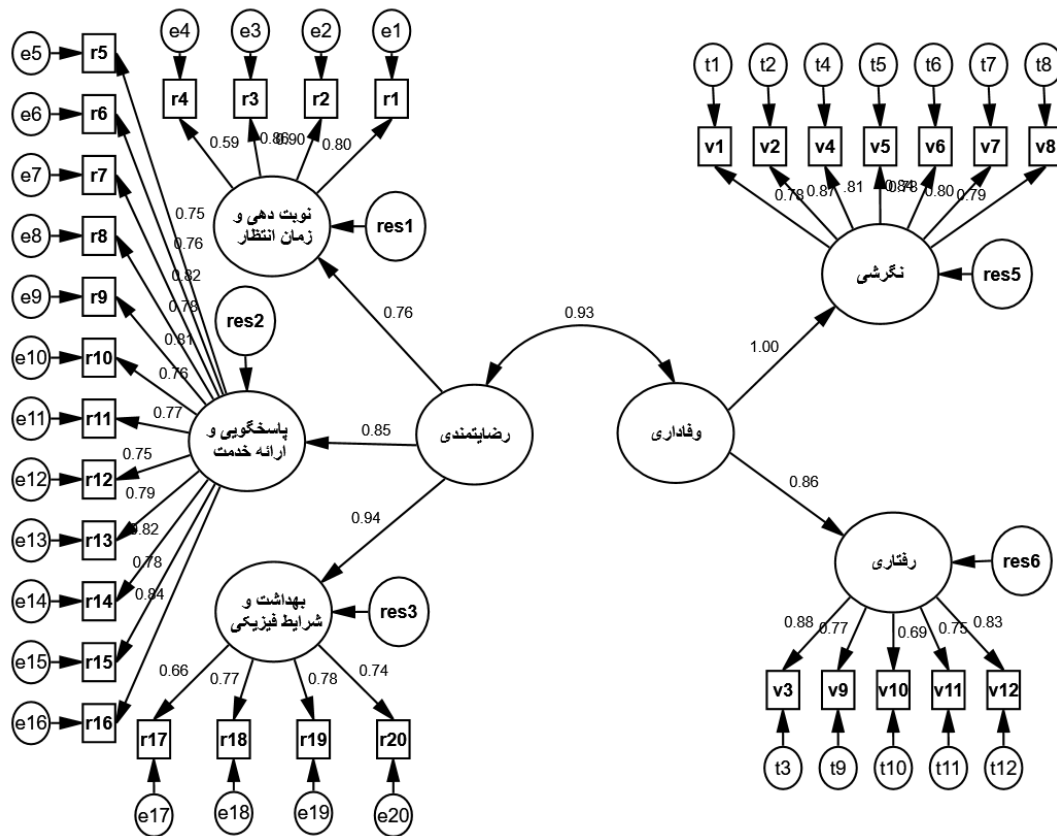 e4 e3 e2 e1
r4 r3 r2 r1
0.59 0.86 0.90 0.80
نوبت دهی و
زمان انتظار
res1
e5 r5
e6 r6
e7 r7
e8 r8
e9 r9
e10 r10
e11 r11
e12 r12
e13 r13
e14 r14
e15 r15
e16 r16
0.75
0.76
0.82
0.78
0.81
0.76
0.77
0.75
0.79
0.82
0.78
0.84
res2
پاسخگویی و
ارائه خدمت
0.76
0.85
0.94
رضایتمندی
0.93
وفاداری
1.00
0.86
بهداشت و
شرایط فیزیکی
res3
0.66 0.77 0.78 0.74
r17 r18 r19 r20
e17 e18 e19 e20
t1 t2 t4 t5 t6 t7 t8
v1 v2 v4 v5 v6 v7 v8
0.78 0.87 .81 0.80 0.79
نگرشی
res5
رفتاری
res6
0.88 0.77 0.69 0.75 0.83
v3 v9 v10 v11 v12
t3 t9 t10 t11 t12